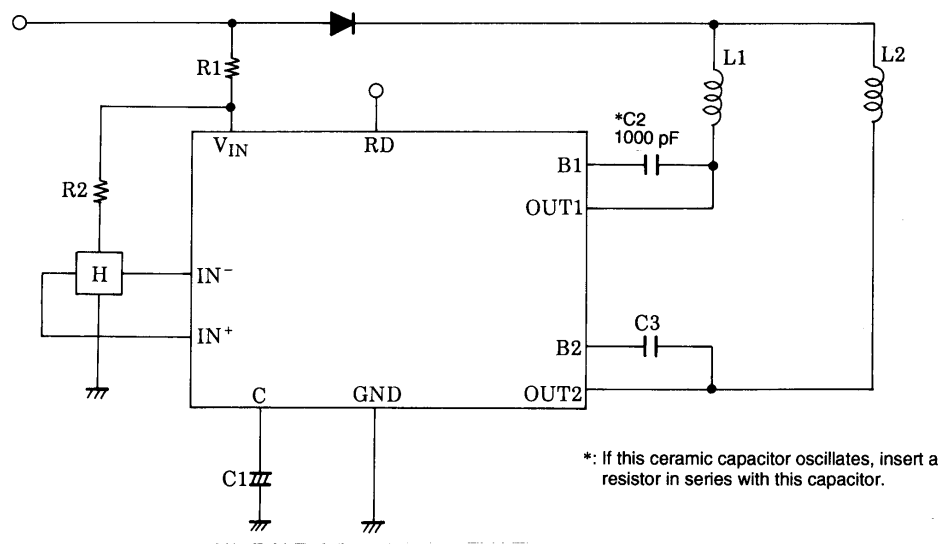 L1
L2
R1
*C2
1000 pF
VIN
RD
B1
R2
OUT1
H
IN-
IN+
C3
B2
C
GND
OUT2
C1
*: If this ceramic capacitor oscillates, insert a
resistor in series with this capacitor.